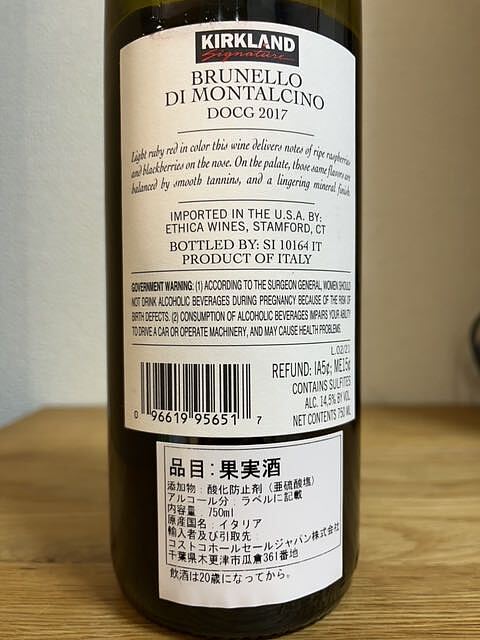 KIRKLAND
Signature
BRUNELLO
DI MONTALCINO
DOCG 2017
Light ruby red in color this wine delivers notes of ripe raspberries
and blackberries on the nose. On the palate, those same flavors are
balanced by smooth tannins, and a lingering mineral finish
IMPORTED IN THE U.S.A. BY:
ETHICA WINES, STAMFORD, CT
BOTTLED BY: SI 10164 IT
PRODUCT OF ITALY
GOVERNMENT WARNING: (1) ACCORDING TO THE SURGEON GENERAL, WOMEN SHOULD
NOT DRINK ALCOHOLIC BEVERAGES DURING PREGNANCY BECAUSE OF THE RISK OF
BIRTH DEFECTS. (2) CONSUMPTION OF ALCOHOLIC BEVERAGES IMPAIRS YOUR ABILITY
TO DRIVE A CAR OR OPERATE MACHINERY, AND MAY CAUSE HEALTH PROBLEMS.
L.02/21
REFUND: IA5¢; ME15¢
CONTAINS SULFITES
ALC. 14,5% BY VOL
NET CONTENTS 750 ML
0 96619 95651 7
品目:果実酒
添加物:酸化防止剤(亜硫酸塩)
アルコール分:ラベルに記載
内容量:750ml
原産国名:イタリア
輸入者及び引取先:
コストコホールセールジャパン株式会社
千葉県木更津市瓜倉361番地
飲酒は20歳になってから。